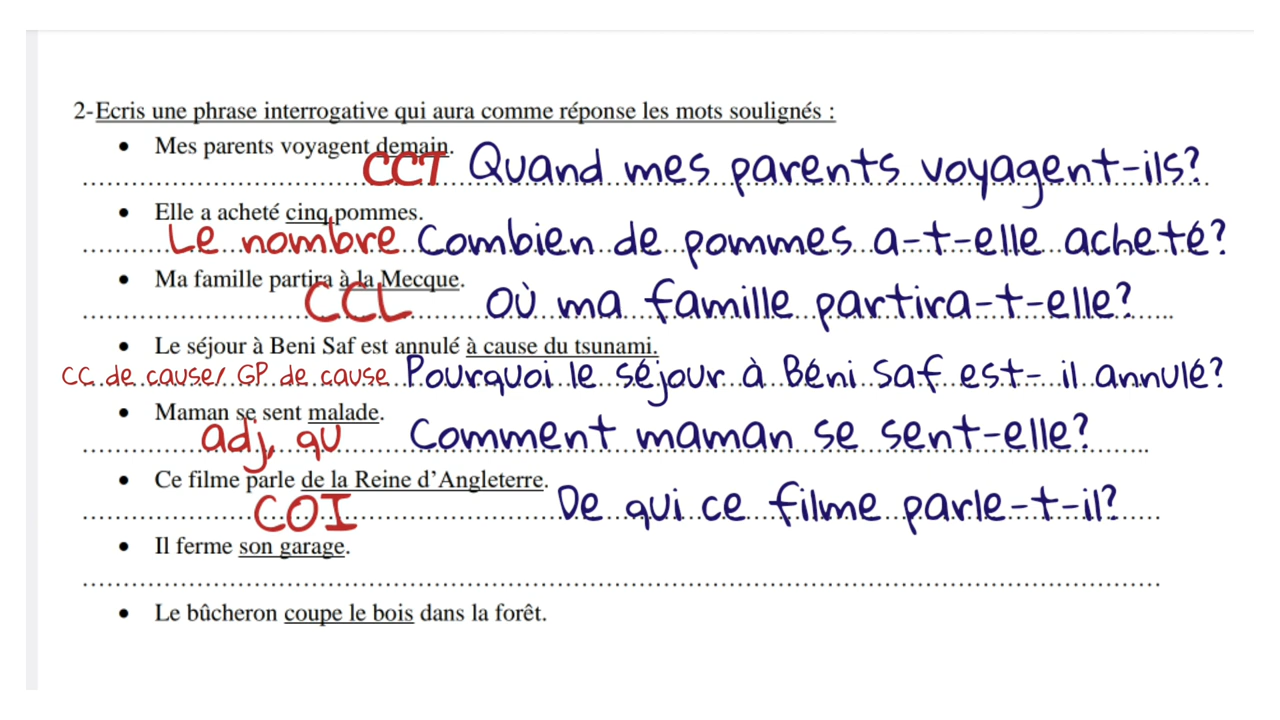 2-Ecris une phrase interrogative qui aura comme réponse les mots soulignés :
• Mes parents voyagent demain.
CCT Quand mes parents voyagent-ils?
• Elle a acheté cinq pommes.
Le nombre Combien de pommes a-t-elle acheté?
• Ma famille partira à la Mecque.
CCL Où ma famille partira-t-elle?
• Le séjour à Beni Saf est annulé à cause du tsunami.
CC de cause/ GP de cause Pourquoi le séjour à Béni Saf est- il annulé?
• Maman se sent malade.
adj, qu Comment maman se sent-elle?
• Ce filme parle de la Reine d’Angleterre.
COI De qui ce filme parle-t-il?
• Il ferme son garage.
• Le bûcheron coupe le bois dans la forêt.